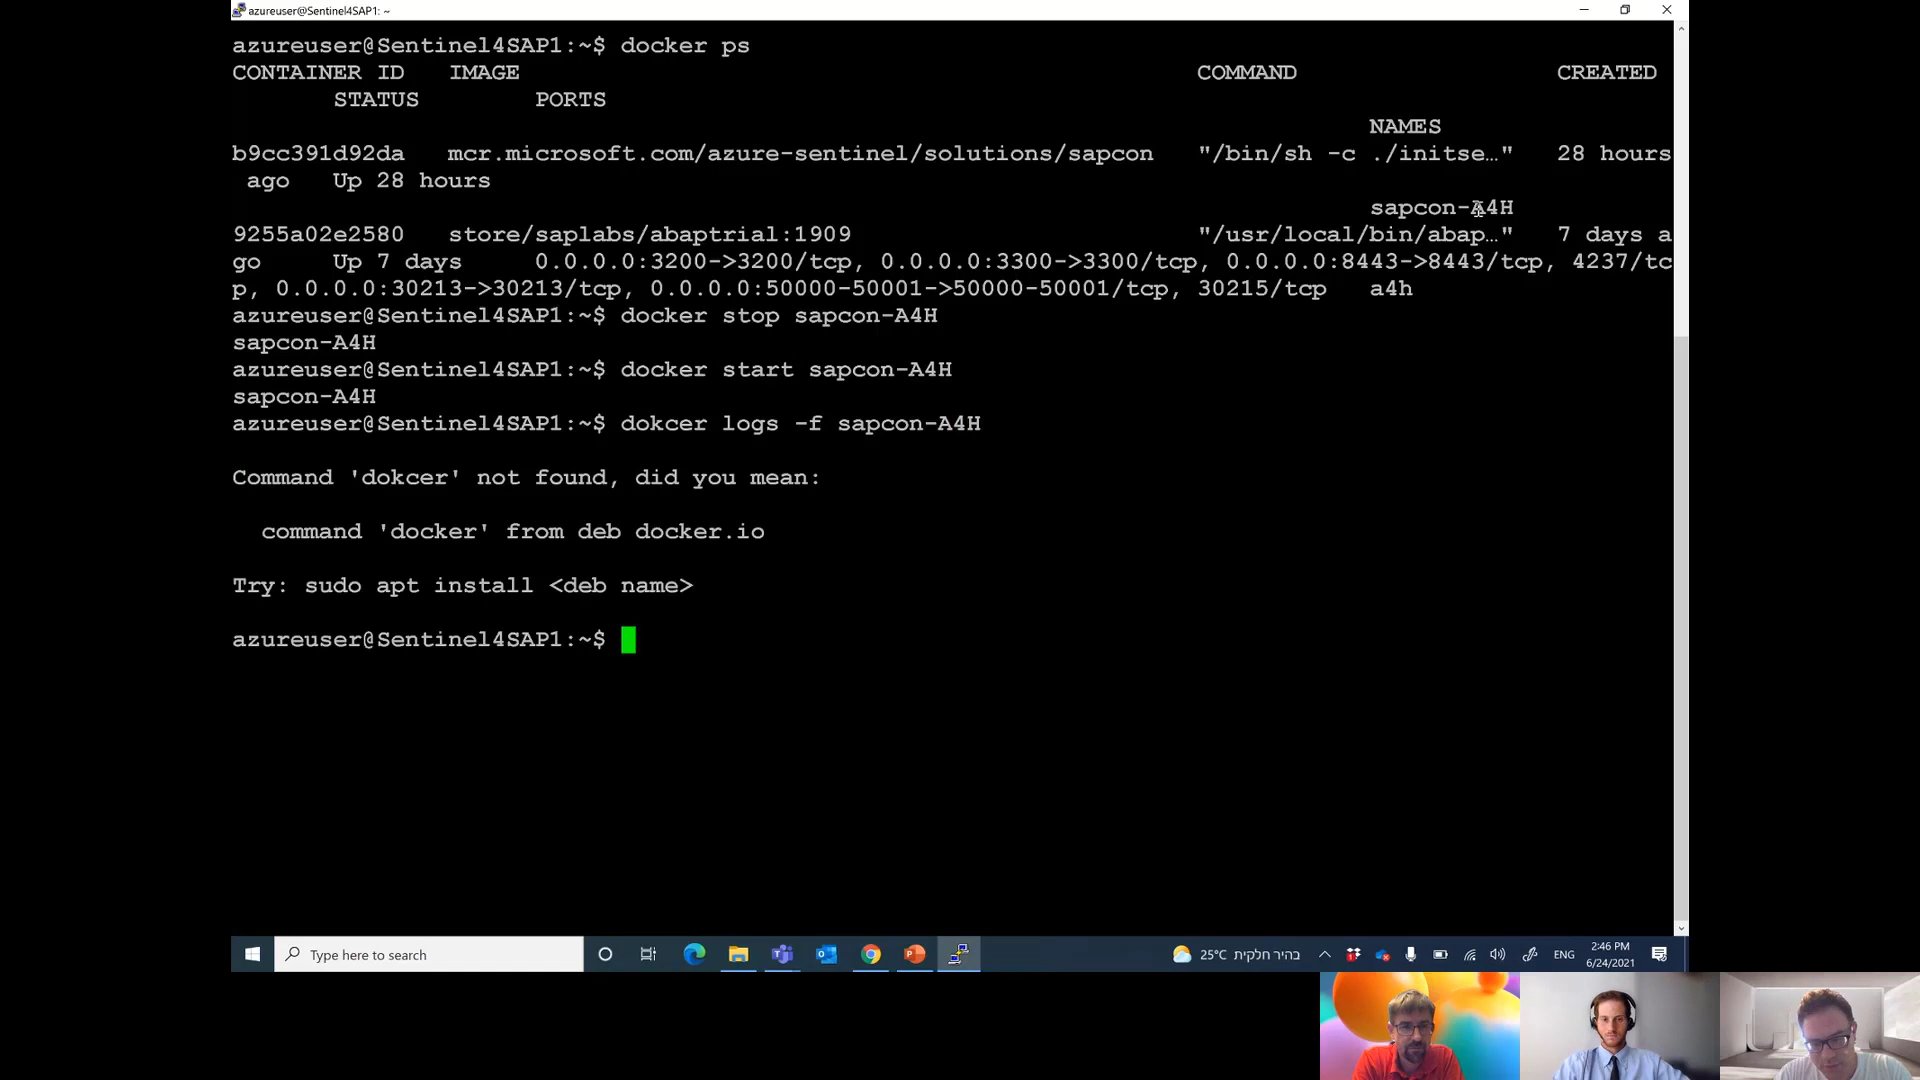 azureuser@Sentinel4SAP1: ~
azureuser@Sentinel4SAP1:~$ docker ps
CONTAINER ID   IMAGE   COMMAND   CREATED
STATUS   PORTS
NAMES
b9cc391d92da   mcr.microsoft.com/azure-sentinel/solutions/sapcon   "/bin/sh -c ./initse…"   28 hours
ago   Up 28 hours
sapcon-A4H
9255a02e2580   store/saplabs/abaptrial:1909   "/usr/local/bin/abap…"   7 days a
go   Up 7 days   0.0.0.0:3200->3200/tcp, 0.0.0.0:3300->3300/tcp, 0.0.0.0:8443->8443/tcp, 4237/tc
p, 0.0.0.0:30213->30213/tcp, 0.0.0.0:50000-50001->50000-50001/tcp, 30215/tcp   a4h
azureuser@Sentinel4SAP1:~$ docker stop sapcon-A4H
sapcon-A4H
azureuser@Sentinel4SAP1:~$ docker start sapcon-A4H
sapcon-A4H
azureuser@Sentinel4SAP1:~$ dokcer logs -f sapcon-A4H
Command 'dokcer' not found, did you mean:
command 'docker' from deb docker.io
Try: sudo apt install <deb name>
azureuser@Sentinel4SAP1:~$
Type here to search
25°C בהיר חלקית
ENG
2:46 PM
6/24/2021